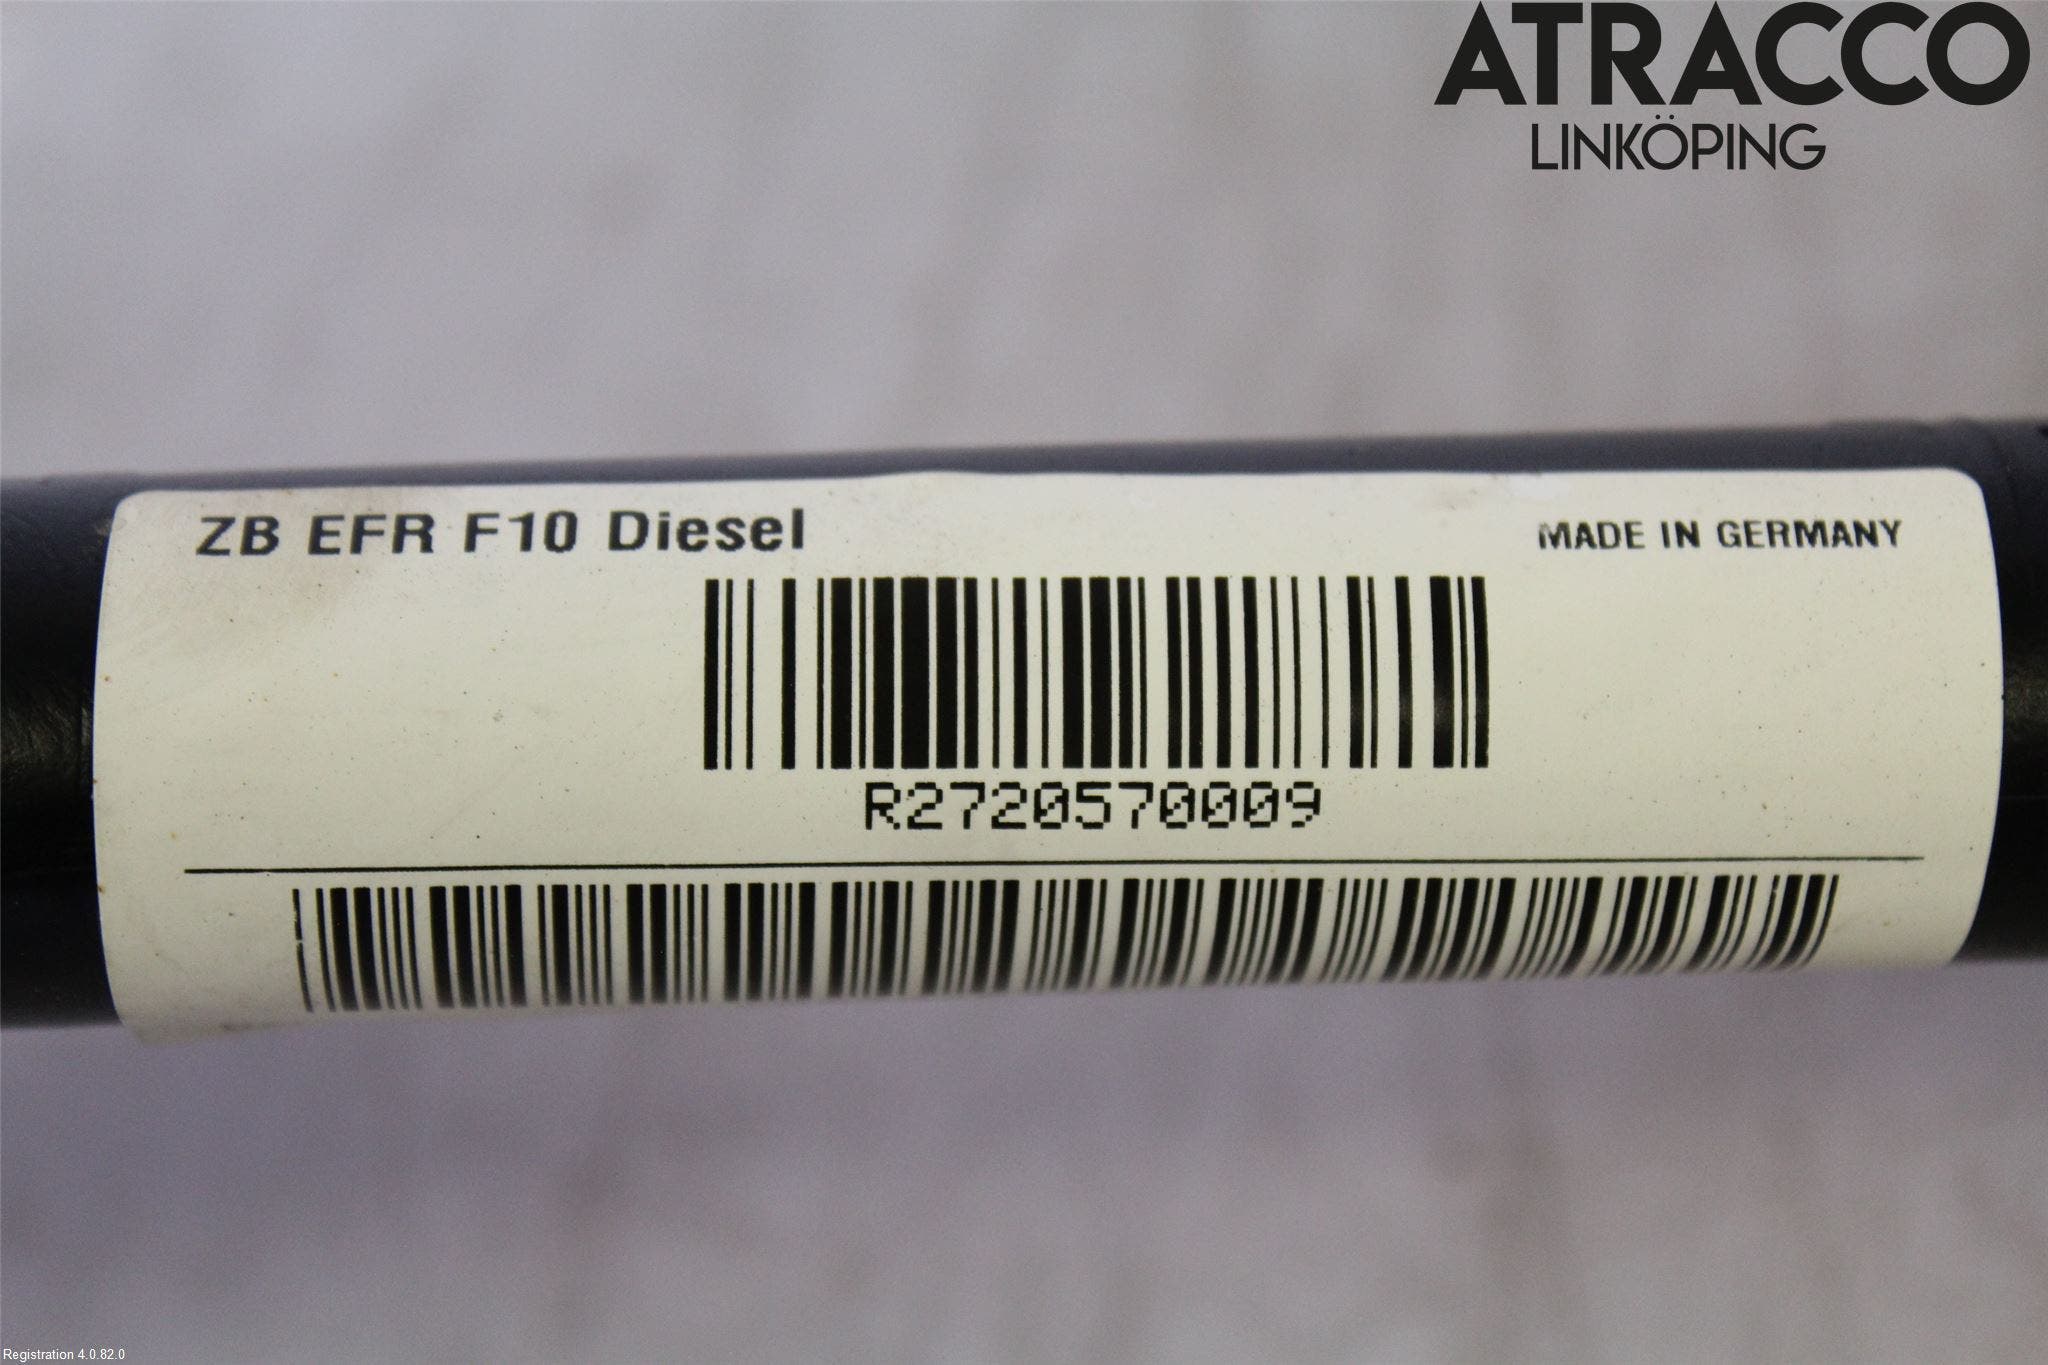 ATRACCO
LINKÖPING
ZB EFR F10 Diesel
MADE IN GERMANY
R2720570009
Registration 4.0.82.0